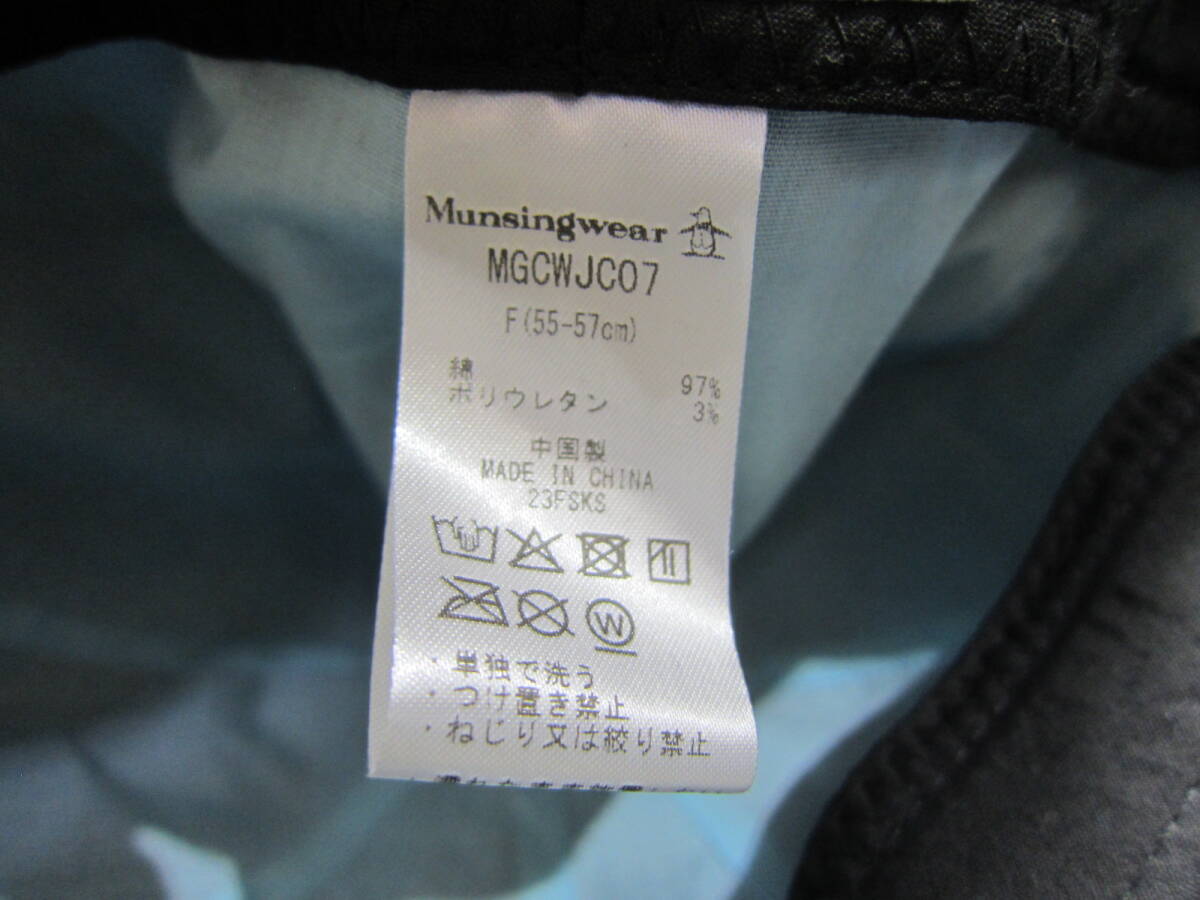 Munsingwear
MGCWJC07
F(55-57cm)
綿 97%
ポリウレタン 3%
中国製
MADE IN CHINA
23FSKS
W
・単独で洗う
・つけ置き禁止
・ねじり又は絞り禁止